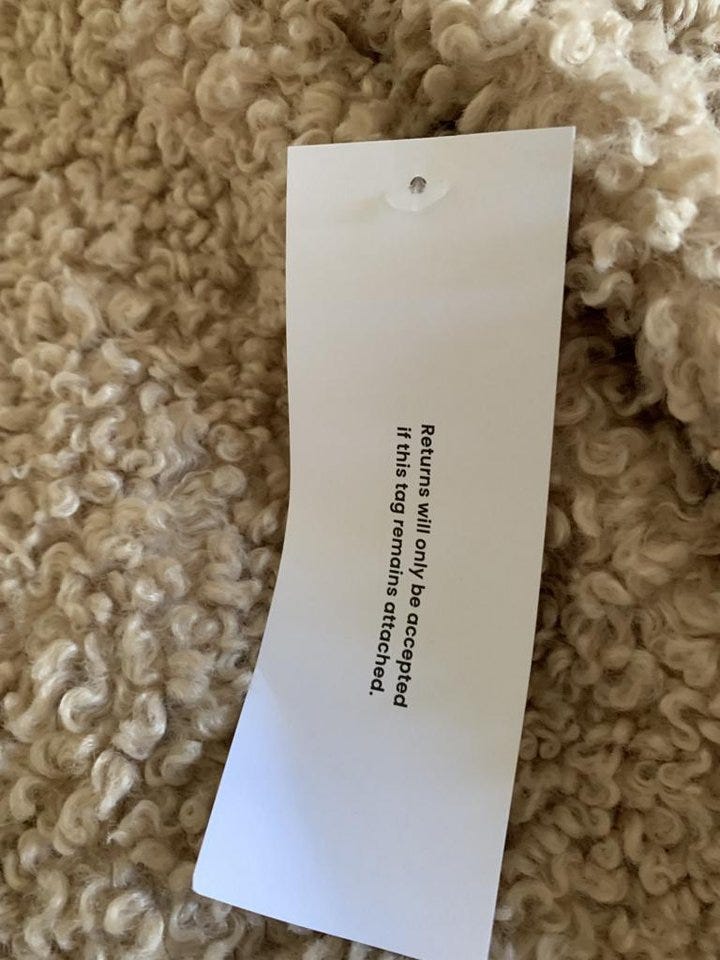 Returns will only be accepted
if this tag remains attached.